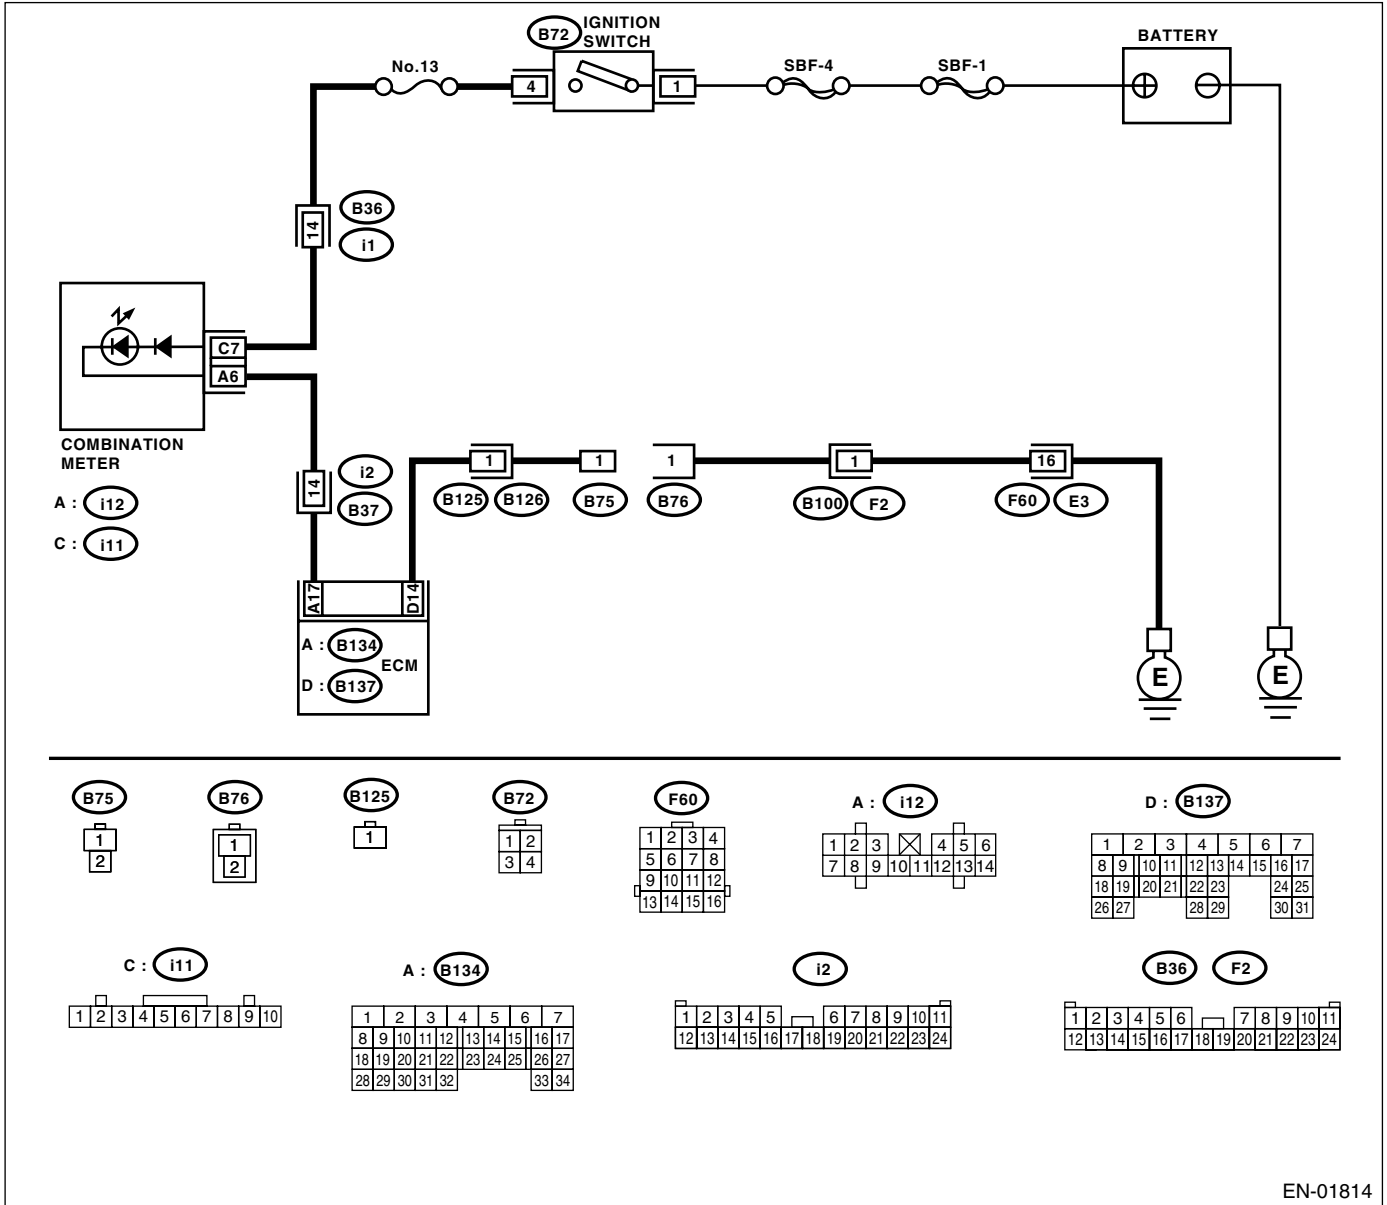 B72 IGNITION
SWITCH
BATTERY
No.13
SBF-4
SBF-1
4
1
14
B36
i1
C7
A6
COMBINATION
METER
A : i12
C : i11
14
i2
B37
1
1
1
1
16
B125 B126 B75 B76 B100 F2 F60 E3
A17
D14
A : B134
ECM
D : B137
E
E
B75
1
2
B76
1
2
B125
1
B72
1 2
3 4
F60
1 2 3 4
5 6 7 8
9 10 11 12
13 14 15 16
A : i12
1 2 3 4 5 6
7 8 9 10 11 12 13 14
D : B137
1 2 3 4 5 6 7
8 9 10 11 12 13 14 15 16 17
18 19 20 21 22 23 24 25
26 27 28 29 30 31
C : i11
1 2 3 4 5 6 7 8 9 10
A : B134
1 2 3 4 5 6 7
8 9 10 11 12 13 14 15 16 17
18 19 20 21 22 23 24 25 26 27
28 29 30 31 32 33 34
i2
1 2 3 4 5 6 7 8 9 10 11
12 13 14 15 16 17 18 19 20 21 22 23 24
B36 F2
1 2 3 4 5 6 7 8 9 10 11
12 13 14 15 16 17 18 19 20 21 22 23 24
EN-01814